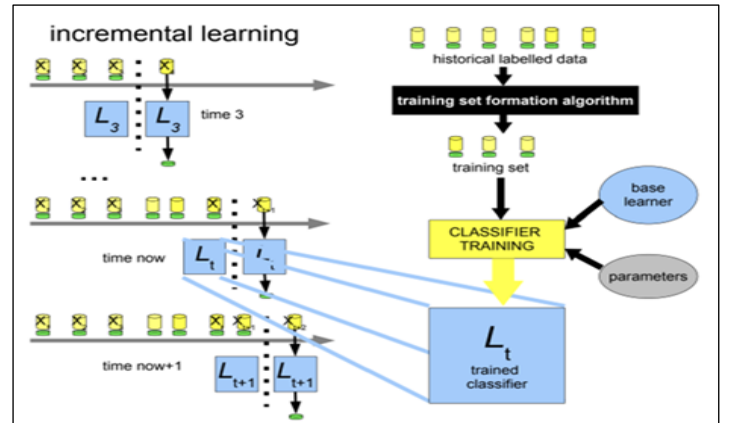 incremental learning
L3
L3
time 3
...
time now
Lt
time now+1
Lt+1
Lt+1
historical labelled data
training set formation algorithm
training set
base
learner
CLASSIFIER
TRAINING
parameters
Lt
trained
classifier